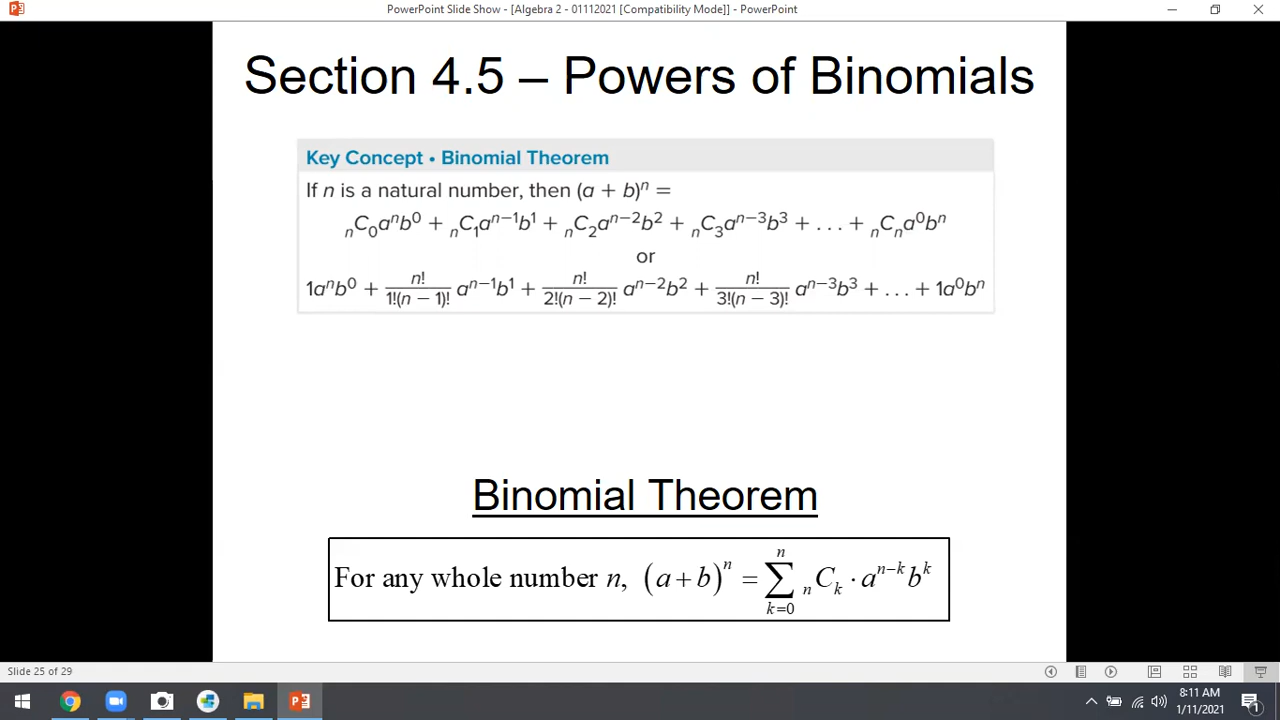 PowerPoint Slide Show - [Algebra 2 - 01112021 [Compatibility Mode]] - PowerPoint
Section 4.5 – Powers of Binomials
Key Concept • Binomial Theorem
If n is a natural number, then (a + b)ⁿ =
ₙC₀aⁿb⁰ + ₙC₁aⁿ⁻¹b¹ + ₙC₂aⁿ⁻²b² + ₙC₃aⁿ⁻³b³ + . . . + ₙCₙa⁰bⁿ
or
1aⁿb⁰ + n!/1!(n − 1)! aⁿ⁻¹b¹ + n!/2!(n − 2)! aⁿ⁻²b² + n!/3!(n − 3)! aⁿ⁻³b³ + . . . + 1a⁰bⁿ
Binomial Theorem
For any whole number n, (a + b)ⁿ = ∑ₖ₌₀ⁿ ₙCₖ · aⁿ⁻ᵏbᵏ
Slide 25 of 29
8:11 AM
1/11/2021
1